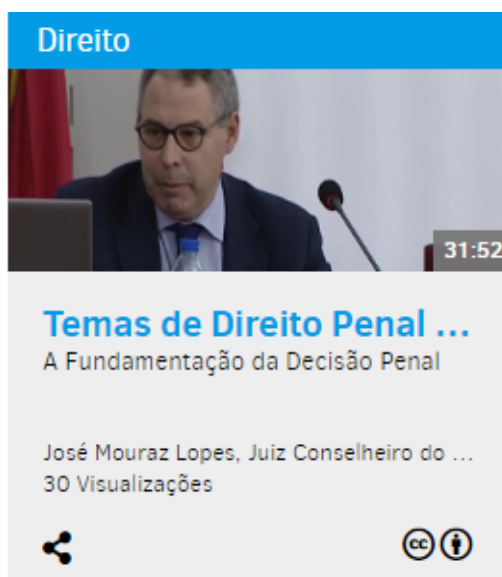 Direito
31:52
Temas de Direito Penal ...
A Fundamentação da Decisão Penal
José Mouraz Lopes, Juiz Conselheiro do ...
30 Visualizações
cc